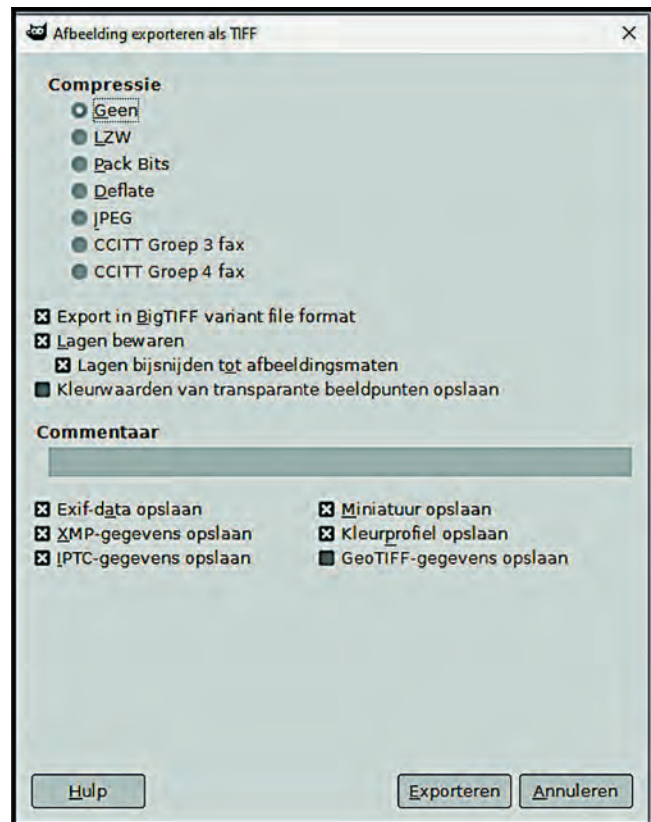 Afbeelding exporteren als TIFF
Compressie
Geen
LZW
Pack Bits
Deflate
JPEG
CCITT Groep 3 fax
CCITT Groep 4 fax
Export in BigTIFF variant file format
Lagen bewaren
Lagen bijsnijden tot afbeeldingsmaten
Kleurwaarden van transparante beeldpunten opslaan
Commentaar
Exif-data opslaan
Miniatuur opslaan
XMP-gegevens opslaan
Kleurprofiel opslaan
IPTC-gegevens opslaan
GeoTIFF-gegevens opslaan
Hulp
Exporteren
Annuleren